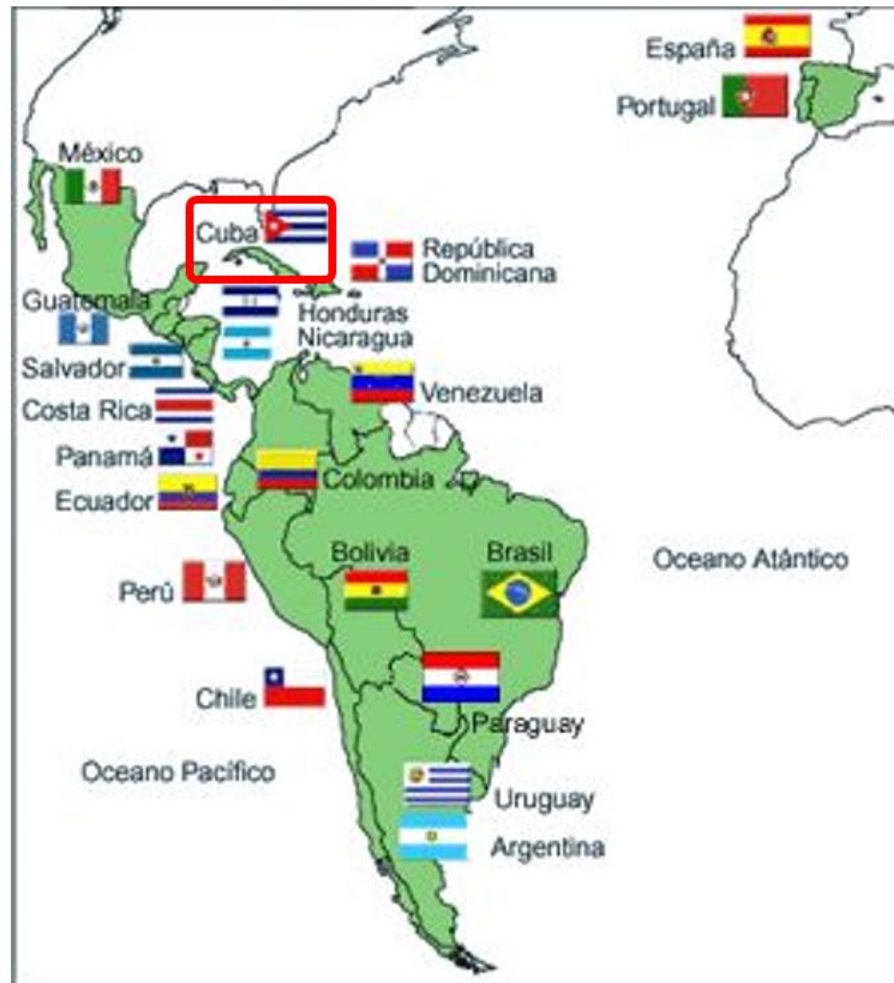 España
Portugal
México
Cuba
República
Dominicana
Guatemala
Honduras
Nicaragua
Salvador
Venezuela
Costa Rica
Panamá
Colombia
Ecuador
Bolivia
Brasil
Oceano Atántico
Perú
Chile
Paraguay
Oceano Pacífico
Uruguay
Argentina